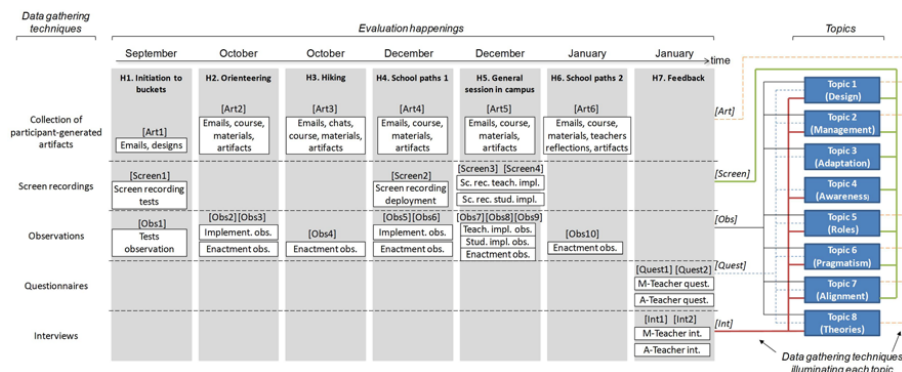 Data gathering
techniques
Evaluation happenings
Topics
September
October
October
December
December
January
January
time
H1. Initiation to
buckets
H2. Orienteering
H3. Hiking
H4. School paths 1
H5. General
session in campus
H6. School paths 2
H7. Feedback
Collection of
participant-generated
artifacts
[Art1]
Emails, designs
[Art2]
Emails, course,
materials,
artifacts
[Art3]
Emails, chats,
course, materials,
artifacts
[Art4]
Emails, course,
materials,
artifacts
[Art5]
Emails, course,
materials,
artifacts
[Art6]
Emails, course,
materials, teachers
reflections, artifacts
[Art]
Screen recordings
[Screen1]
Screen recording
tests
[Screen2]
Screen recording
deployment
[Screen3] [Screen4]
Sc. rec. teach. impl.
Sc. rec. stud. impl.
[Screen]
Observations
[Obs1]
Tests
observation
[Obs2][Obs3]
Implement. obs.
Enactment obs.
[Obs4]
Enactment obs.
[Obs5][Obs6]
Implement. obs.
Enactment obs.
[Obs7][Obs8][Obs9]
Teach. impl. obs.
Stud. impl. obs.
Enactment obs.
[Obs10]
Enactment obs.
[Obs]
Questionnaires
[Quest1] [Quest2]
M-Teacher quest.
A-Teacher quest.
[Quest]
Interviews
[Int1] [Int2]
M-Teacher int.
A-Teacher int.
[Int]
Topic 1
(Design)
Topic 2
(Management)
Topic 3
(Adaptation)
Topic 4
(Awareness)
Topic 5
(Roles)
Topic 6
(Pragmatism)
Topic 7
(Alignment)
Topic 8
(Theories)
Data gathering techniques
illuminating each topic